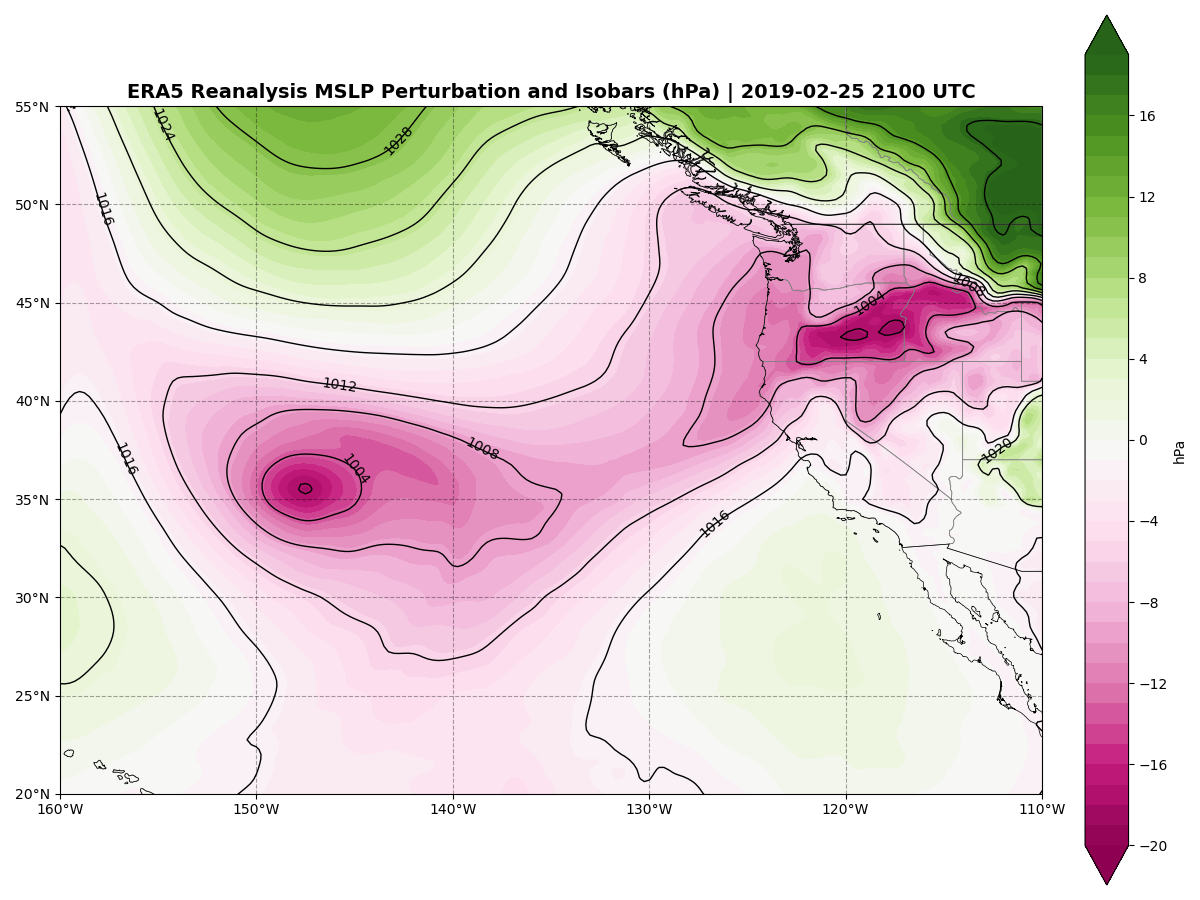 ERA5 Reanalysis MSLP Perturbation and Isobars (hPa) | 2019-02-25 2100 UTC
55°N
50°N
45°N
40°N
35°N
30°N
25°N
20°N
160°W
150°W
140°W
130°W
120°W
110°W
1024
1028
1016
1008
1004
1012
1016
1008
1004
1020
1016
16
12
8
4
0
−4
−8
−12
−16
−20
hPa